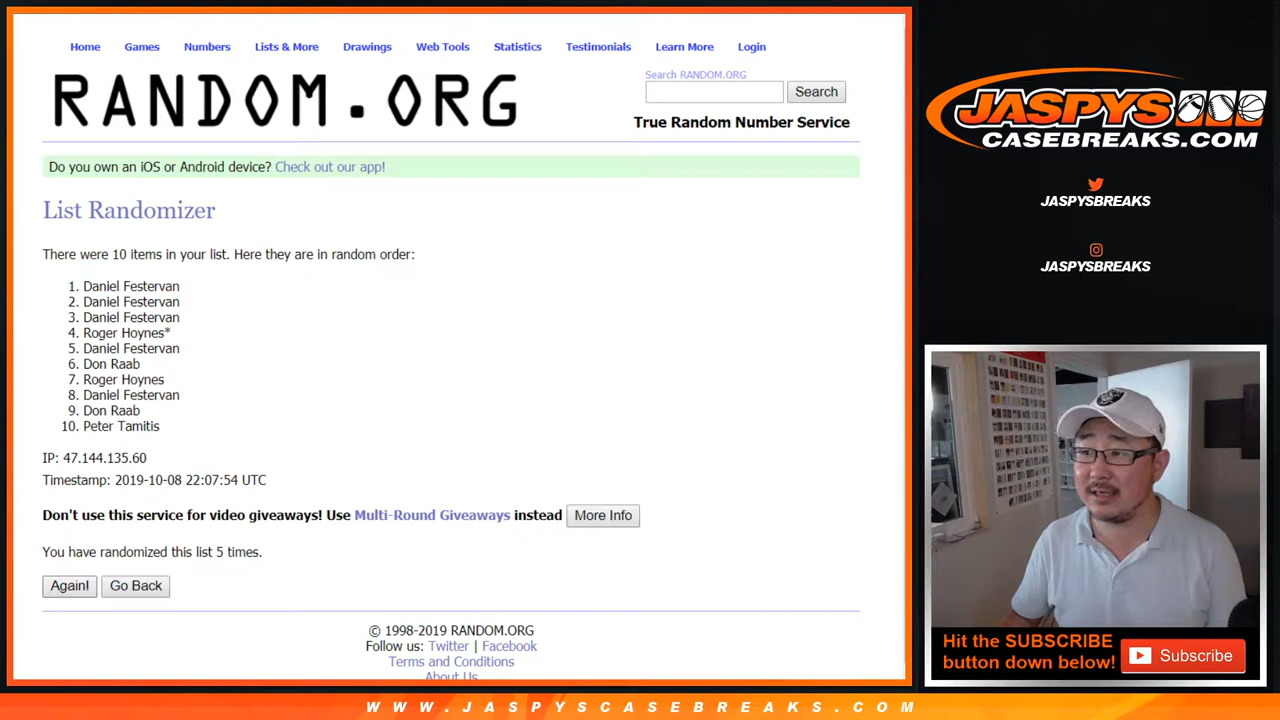 Home Games Numbers Lists & More Drawings Web Tools Statistics Testimonials Learn More Login
RANDOM.ORG
Search RANDOM.ORG
Search
True Random Number Service
Do you own an iOS or Android device? Check out our app!
List Randomizer
There were 10 items in your list. Here they are in random order:
1. Daniel Festervan
2. Daniel Festervan
3. Daniel Festervan
4. Roger Hoynes*
5. Daniel Festervan
6. Don Raab
7. Roger Hoynes
8. Daniel Festervan
9. Don Raab
10. Peter Tamitis
IP: 47.144.135.60
Timestamp: 2019-10-08 22:07:54 UTC
Don't use this service for video giveaways! Use Multi-Round Giveaways instead More Info
You have randomized this list 5 times.
Again! Go Back
© 1998-2019 RANDOM.ORG
Follow us: Twitter | Facebook
Terms and Conditions
About Us
JASPYS
CASEBREAKS.COM
JASPYSBREAKS
JASPYSBREAKS
Hit the SUBSCRIBE
button down below!
Subscribe
WWW.JASPYSCASEBREAKS.COM